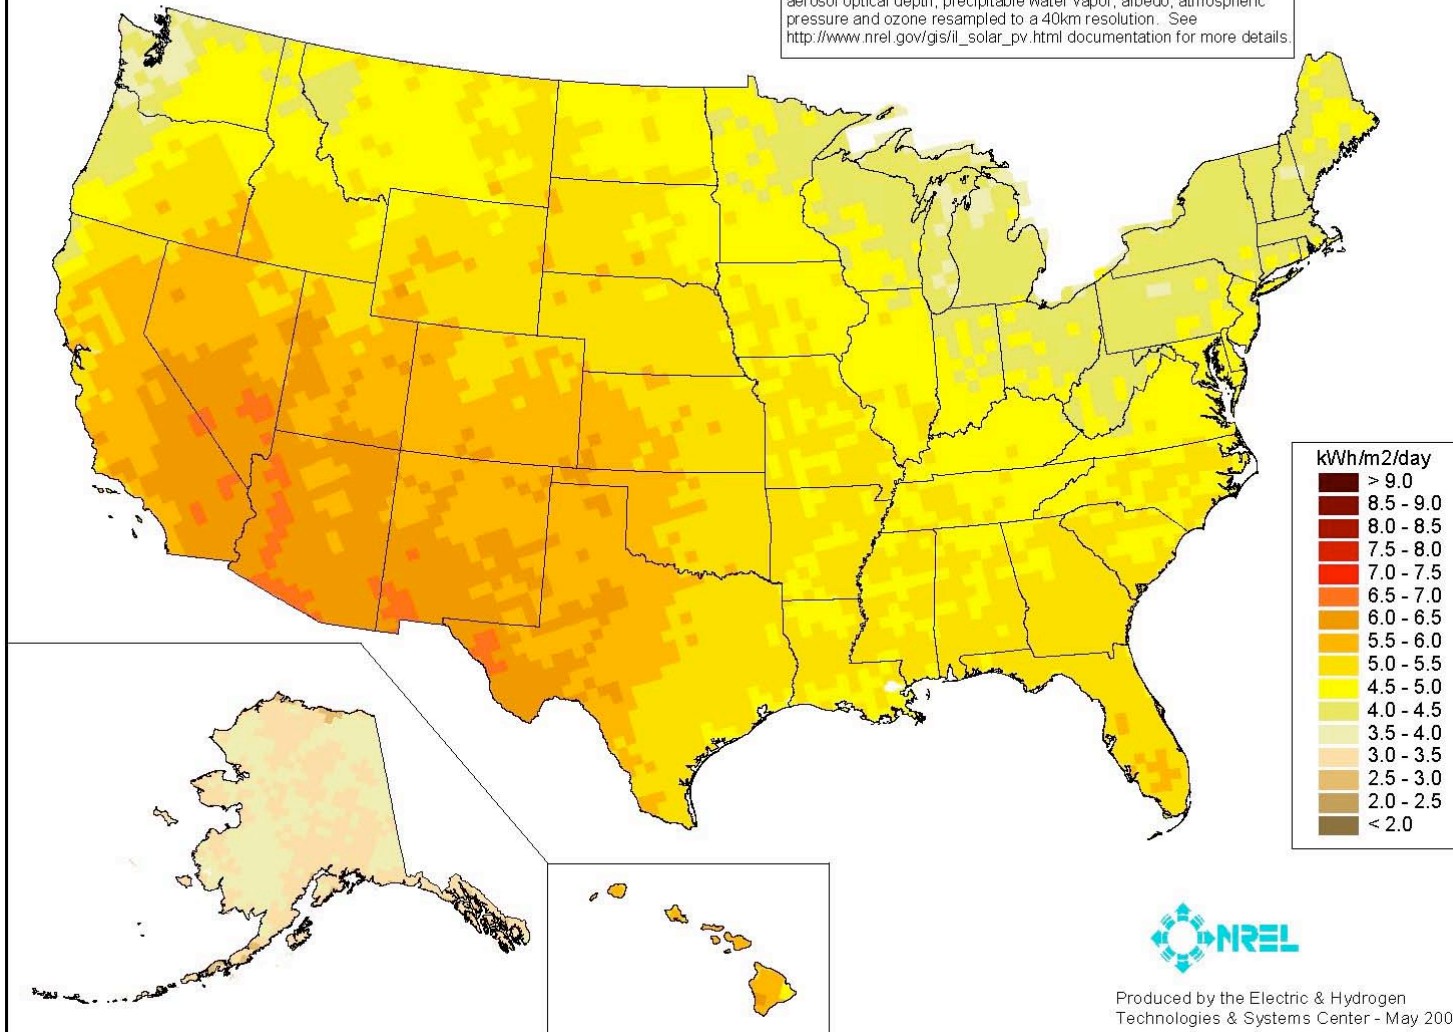 aerosol optical depth, precipitable water vapor, albedo, atmospheric
pressure and ozone resampled to a 40km resolution. See
http://www.nrel.gov/gis/il_solar_pv.html documentation for more details.
kWh/m2/day
> 9.0
8.5 - 9.0
8.0 - 8.5
7.5 - 8.0
7.0 - 7.5
6.5 - 7.0
6.0 - 6.5
5.5 - 6.0
5.0 - 5.5
4.5 - 5.0
4.0 - 4.5
3.5 - 4.0
3.0 - 3.5
2.5 - 3.0
2.0 - 2.5
< 2.0
NREL
Produced by the Electric & Hydrogen
Technologies & Systems Center - May 200